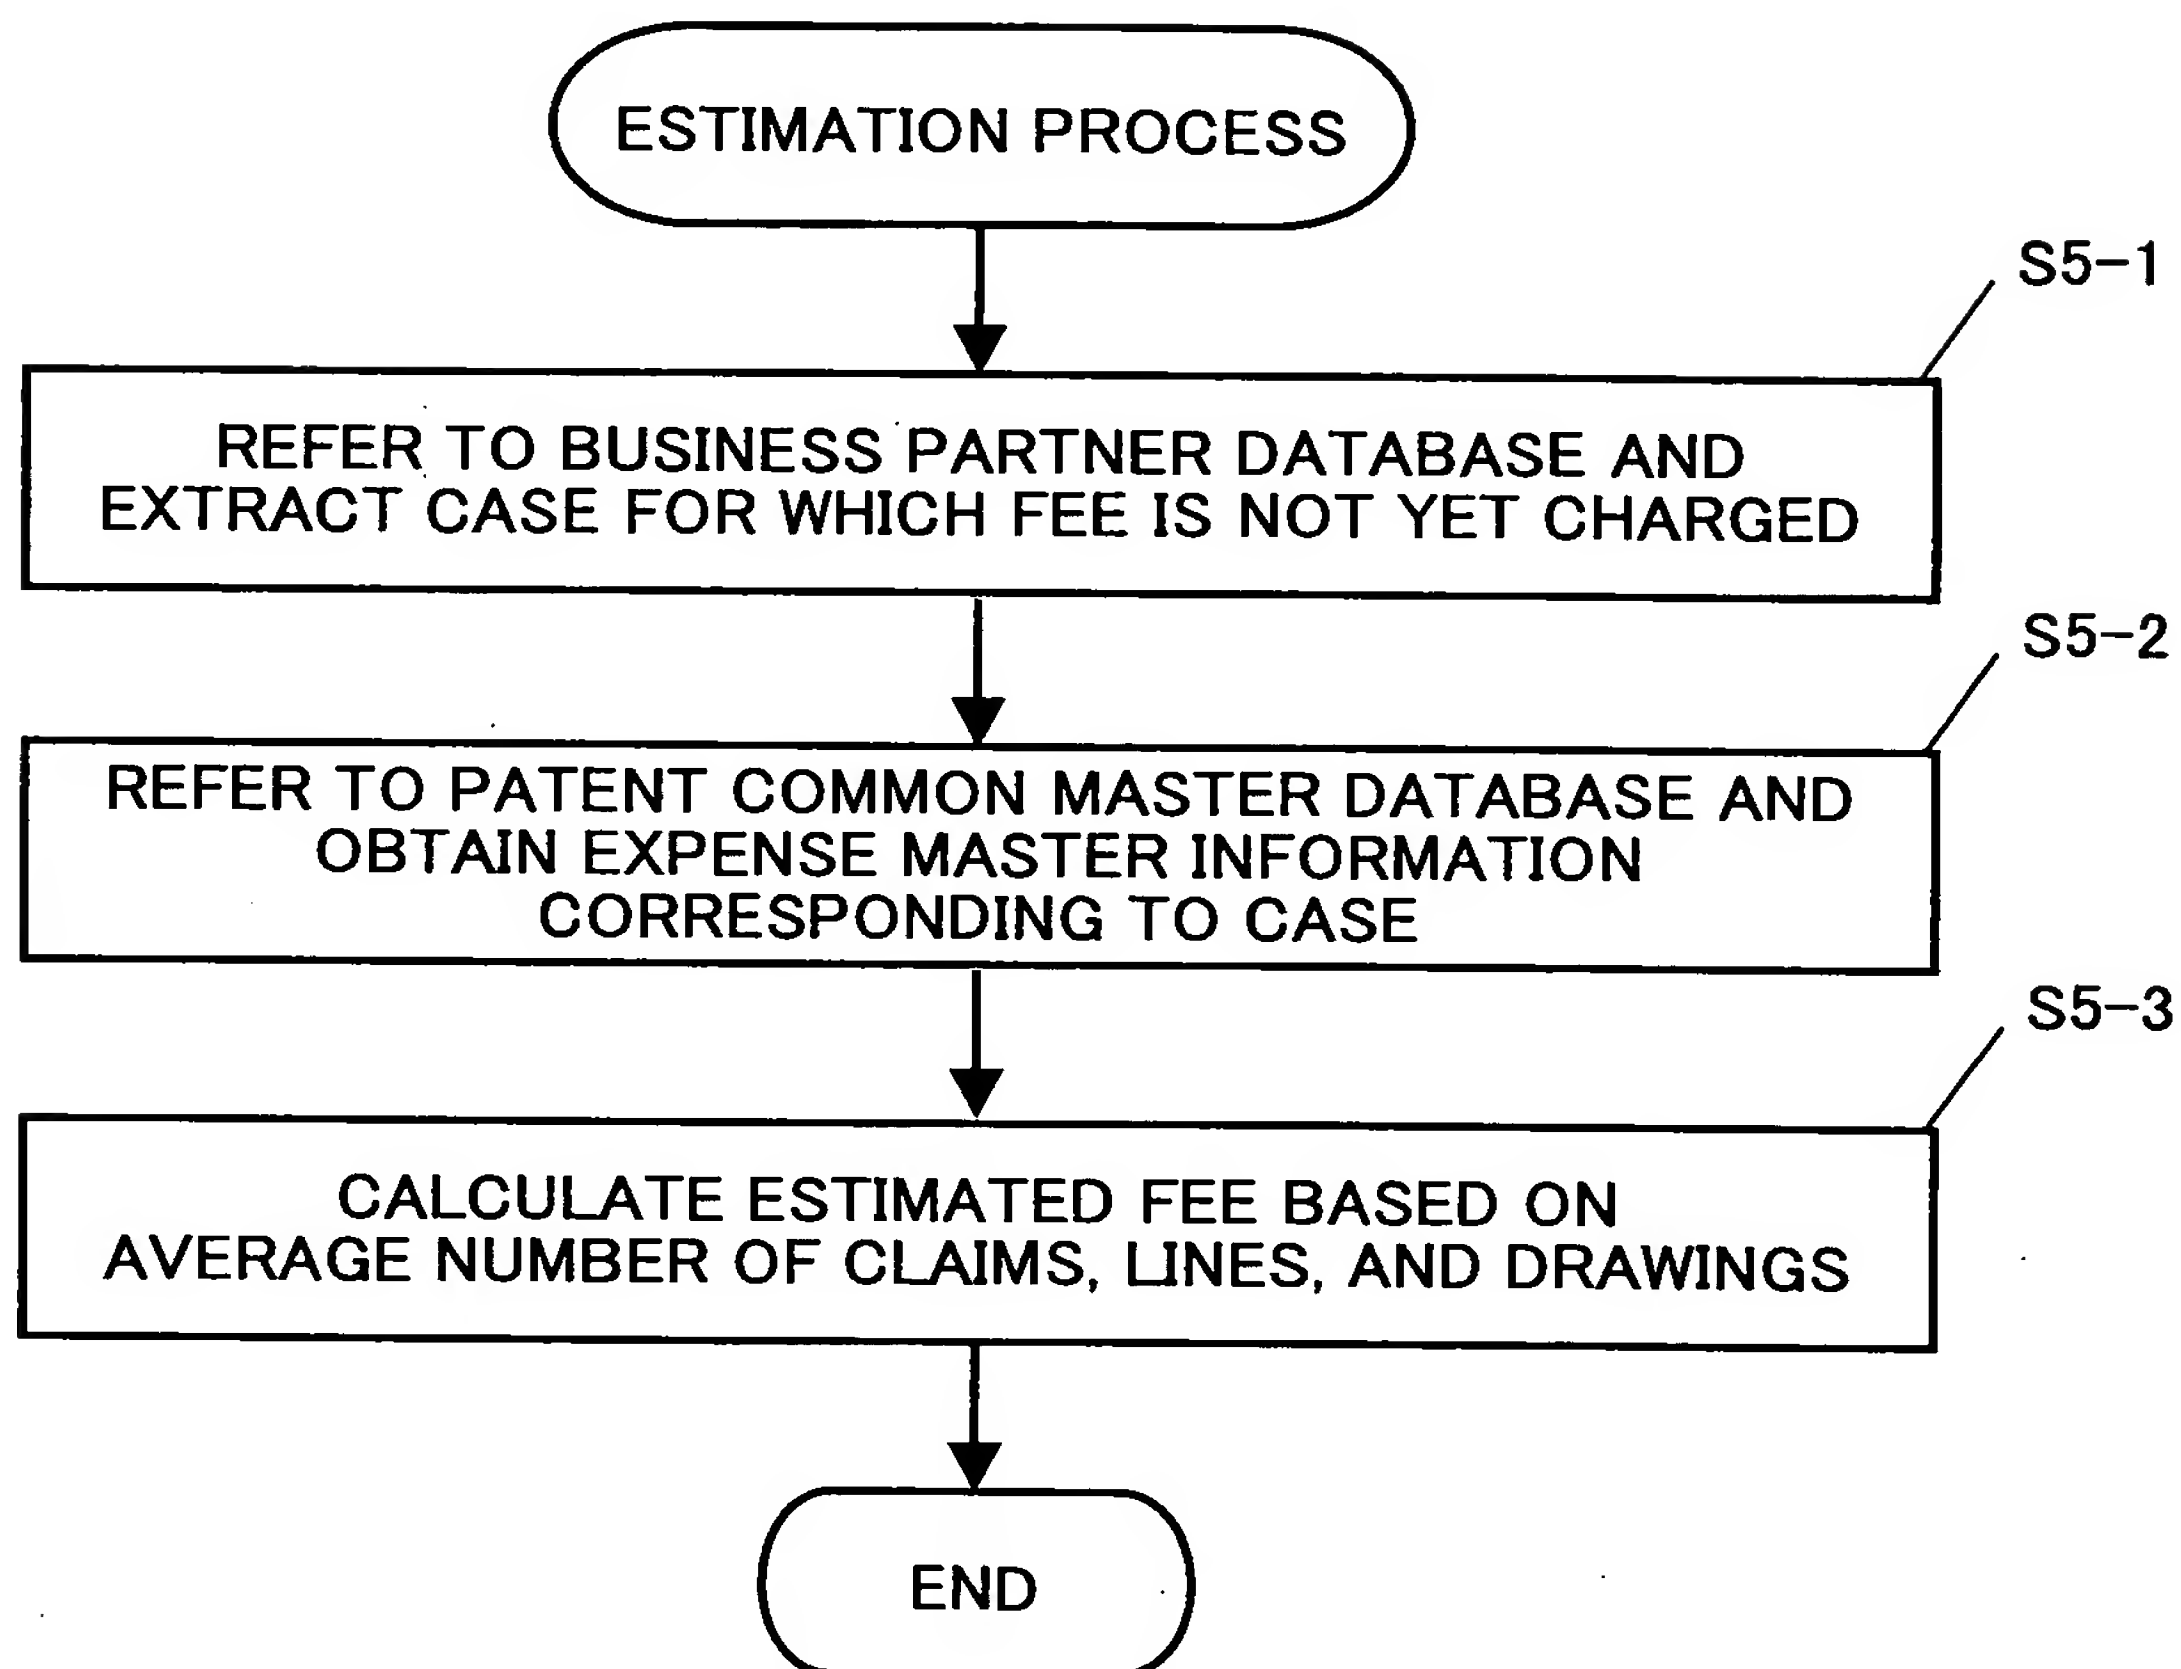 ESTIMATION PROCESS
S5-1
REFER TO BUSINESS PARTNER DATABASE AND
EXTRACT CASE FOR WHICH FEE IS NOT YET CHARGED
S5-2
REFER TO PATENT COMMON MASTER DATABASE AND
OBTAIN EXPENSE MASTER INFORMATION
CORRESPONDING TO CASE
S5-3
CALCULATE ESTIMATED FEE BASED ON
AVERAGE NUMBER OF CLAIMS, LINES, AND DRAWINGS
END